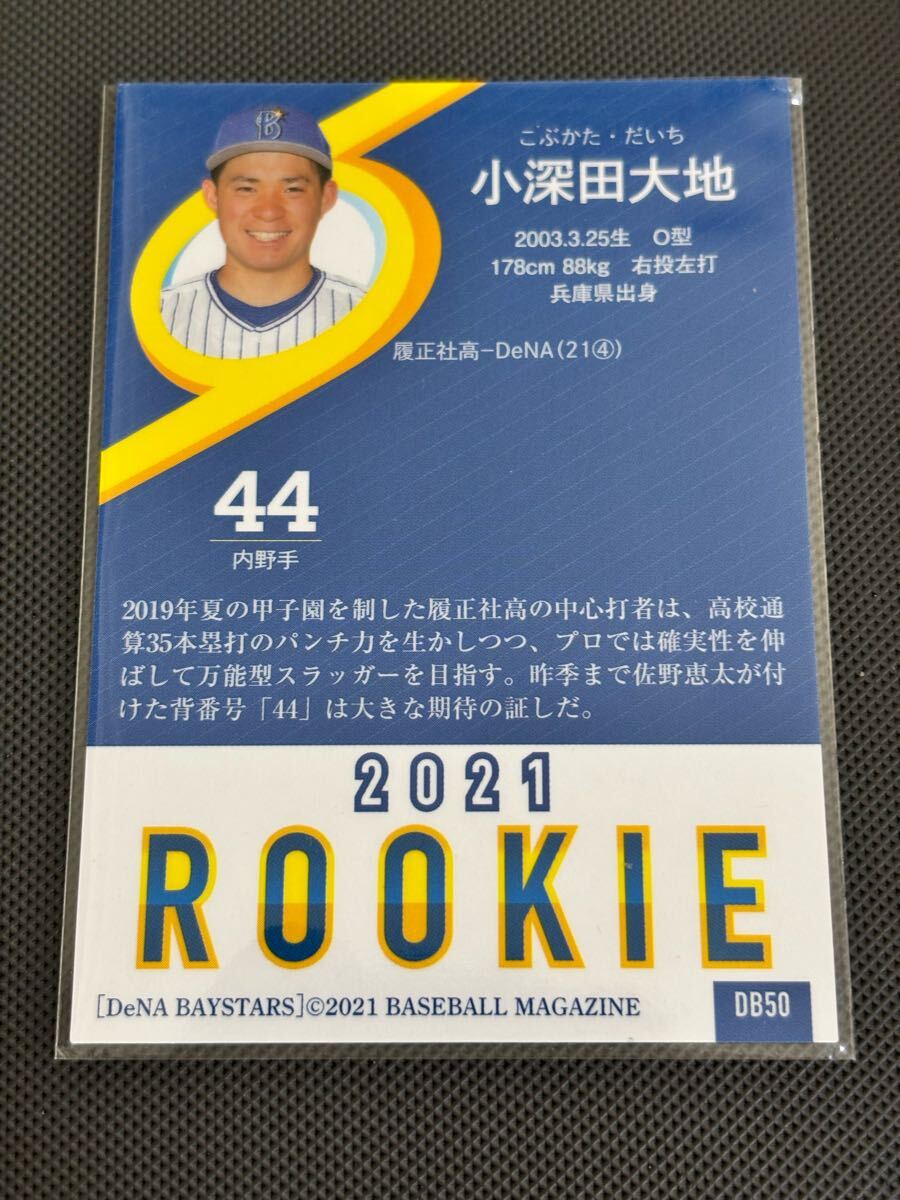 こぶかた・だいち
小深田大地
2003.3.25生 O型
178cm 88kg 右投左打
兵庫県出身
履正社高−DeNA(21④)
44
内野手
2019年夏の甲子園を制した履正社高の中心打者は、高校通
算35本塁打のパンチ力を生かしつつ、プロでは確実性を伸
ばして万能型スラッガーを目指す。昨季まで佐野恵太が付
けた背番号「44」は大きな期待の証しだ。
2021
ROOKIE
[DeNA BAYSTARS]©2021 BASEBALL MAGAZINE
DB50